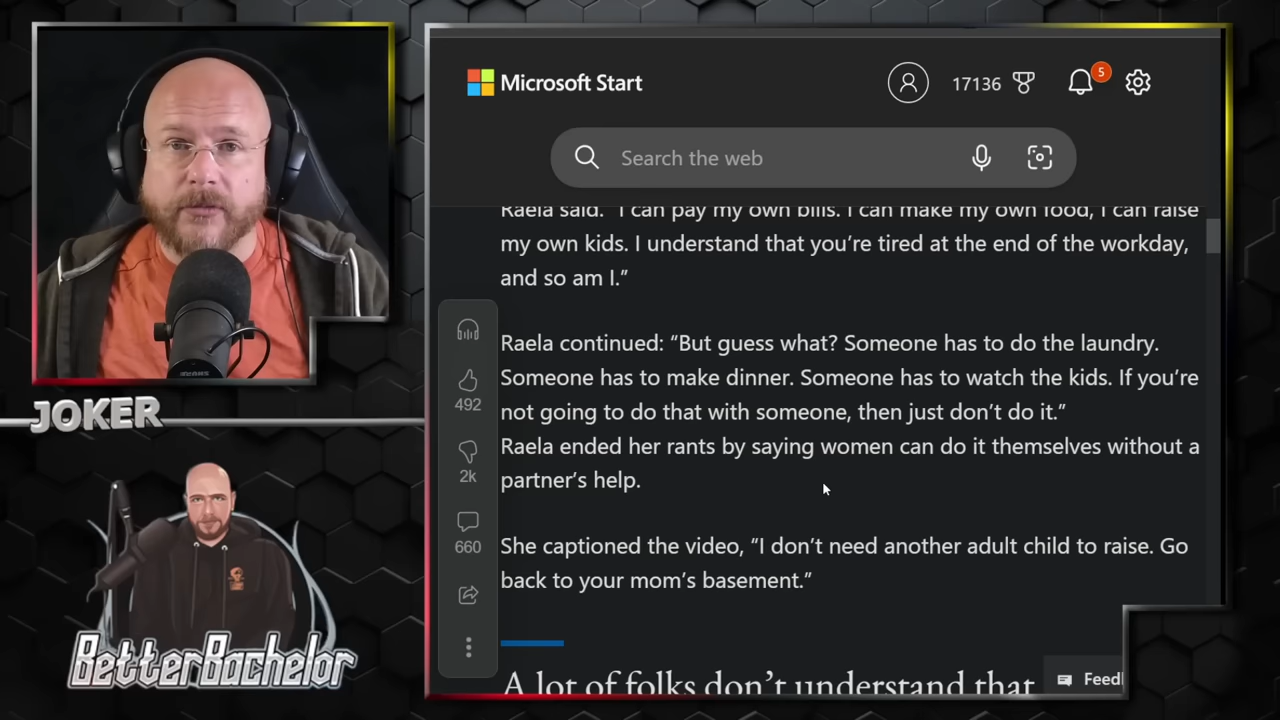 JOKER
BetterBachelor
Microsoft Start
17136
5
Search the web
Raela said. "I can pay my own bills. I can make my own food, I can raise
my own kids. I understand that you're tired at the end of the workday,
and so am I."
Raela continued: "But guess what? Someone has to do the laundry.
Someone has to make dinner. Someone has to watch the kids. If you're
not going to do that with someone, then just don't do it."
Raela ended her rants by saying women can do it themselves without a
partner's help.
She captioned the video, "I don't need another adult child to raise. Go
back to your mom's basement."
492
2k
660
A lot of folks don't understand that
Feed